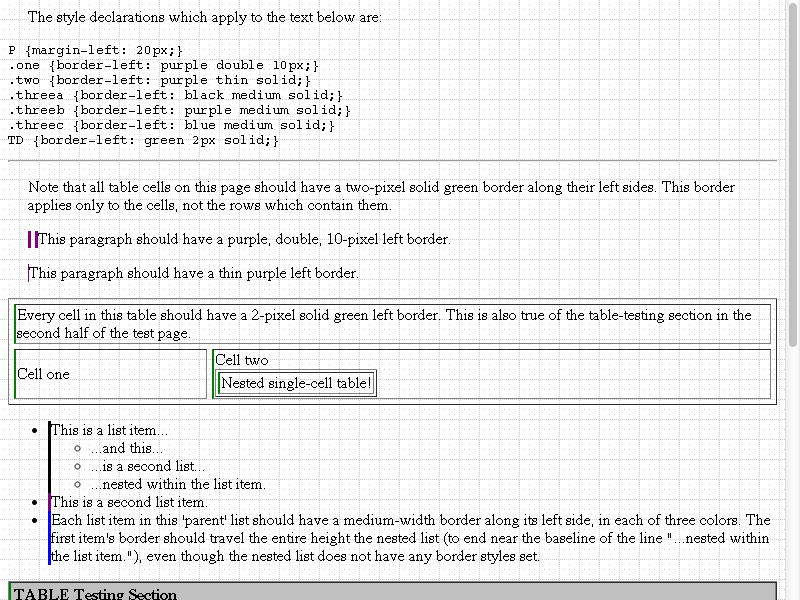 The style declarations which apply to the text below are:
P {margin-left: 20px;}
.one {border-left: purple double 10px;}
.two {border-left: purple thin solid;}
.threea {border-left: black medium solid;}
.threeb {border-left: purple medium solid;}
.threec {border-left: blue medium solid;}
TD {border-left: green 2px solid;}
Note that all table cells on this page should have a two-pixel solid green border along their left sides. This border
applies only to the cells, not the rows which contain them.
This paragraph should have a purple, double, 10-pixel left border.
This paragraph should have a thin purple left border.
Every cell in this table should have a 2-pixel solid green left border. This is also true of the table-testing section in the
second half of the test page.
Cell one
Cell two
Nested single-cell table!
This is a list item...
...and this...
...is a second list...
...nested within the list item.
This is a second list item.
Each list item in this 'parent' list should have a medium-width border along its left side, in each of three colors. The
first item's border should travel the entire height the nested list (to end near the baseline of the line "...nested within
the list item."), even though the nested list does not have any border styles set.
TABLE Testing Section